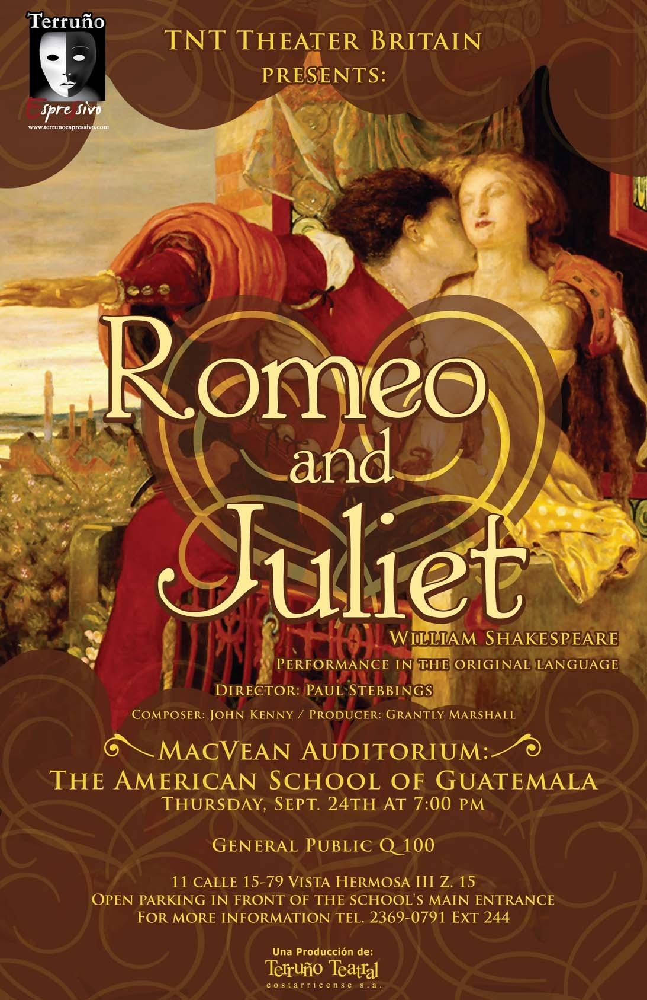 Terruño
Espressivo
www.terrunoespressivo.com
TNT Theater Britain
presents:
Romeo
and
Juliet
William Shakespeare
Performance in the original language
Director: Paul Stebbings
Composer: John Kenny / Producer: Grantly Marshall
MacVean Auditorium:
The American School of Guatemala
Thursday, Sept. 24th at 7:00 pm
General Public Q 100
11 calle 15-79 Vista Hermosa III Z. 15
Open parking in front of the school's main entrance
For more information tel. 2369-0791 Ext 244
Una Producción de:
Terruño Teatral
costarricense s.a.